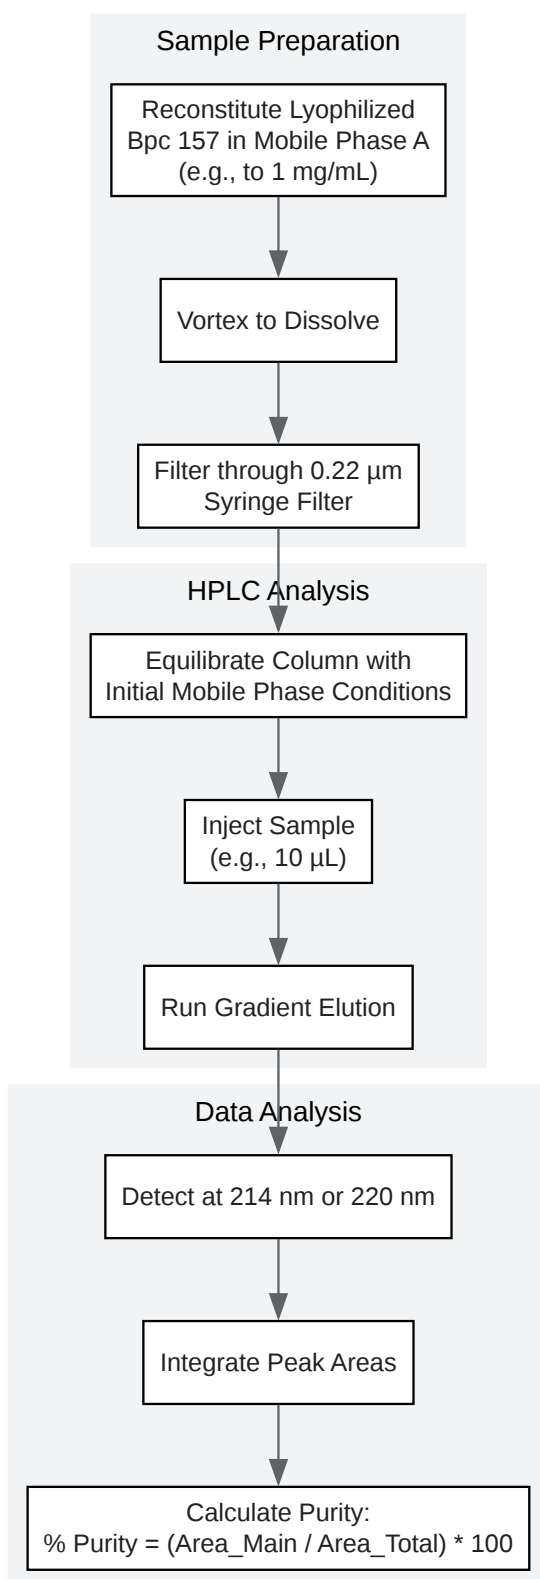 Sample Preparation
Reconstitute Lyophilized
Bpc 157 in Mobile Phase A
(e.g., to 1 mg/mL)
Vortex to Dissolve
Filter through 0.22 µm
Syringe Filter
HPLC Analysis
Equilibrate Column with
Initial Mobile Phase Conditions
Inject Sample
(e.g., 10 µL)
Run Gradient Elution
Data Analysis
Detect at 214 nm or 220 nm
Integrate Peak Areas
Calculate Purity:
% Purity = (Area_Main / Area_Total) * 100